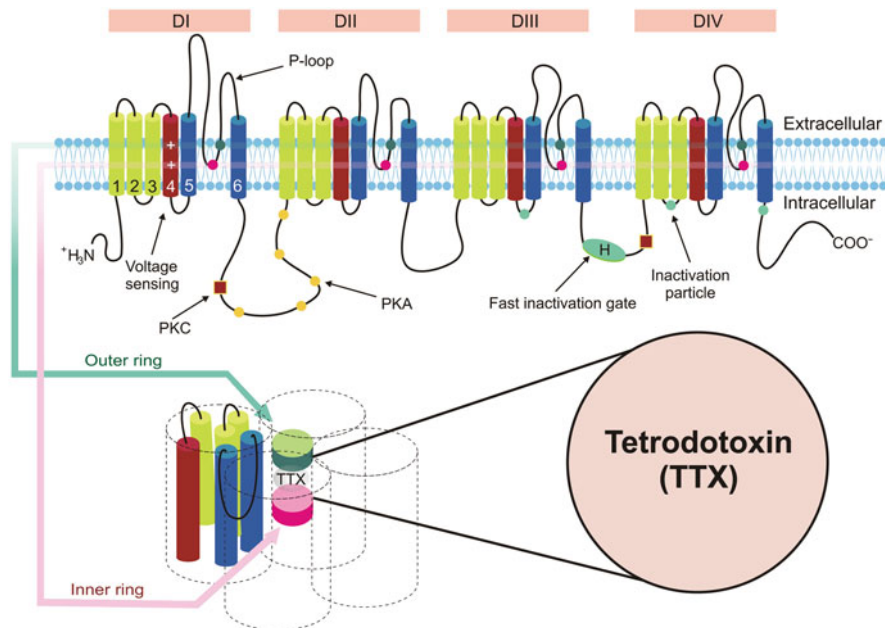 DI
DII
DIII
DIV
P-loop
Extracellular
+
+
1 2 3 4 5 6
Intracellular
⁺H₃N
Voltage
sensing
PKC
PKA
H
Fast inactivation gate
Inactivation
particle
COO⁻
Outer ring
TTX
Inner ring
Tetrodotoxin
(TTX)